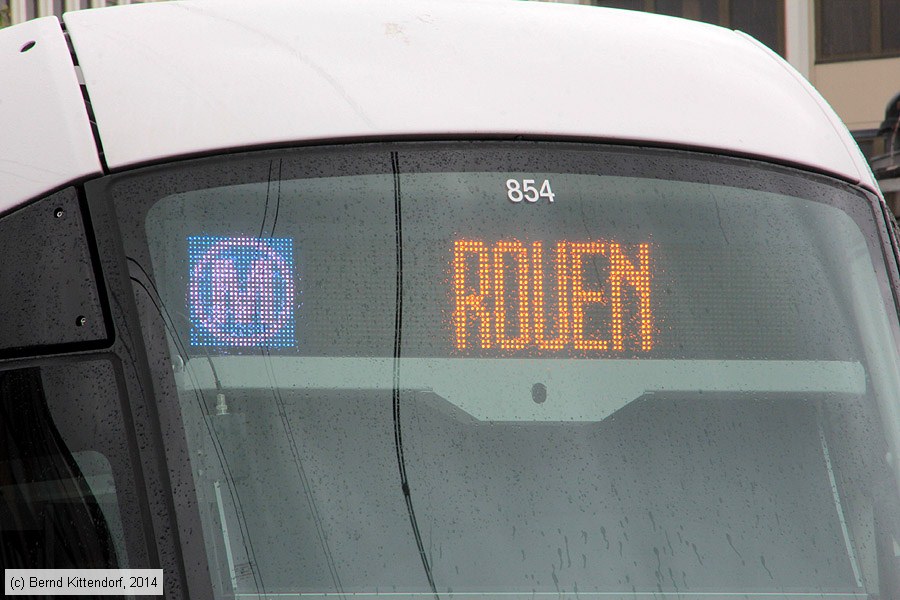 854
M ROUEN
(c) Bernd Kittendorf, 2014